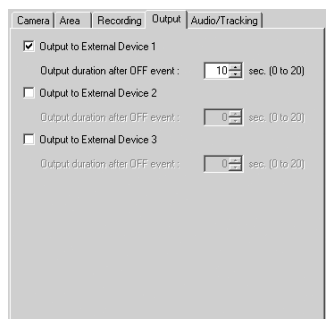 Camera Area Recording Output Audio/Tracking
Output to External Device 1
Output duration after OFF event : 10 sec. (0 to 20)
Output to External Device 2
Output duration after OFF event : 0 sec. (0 to 20)
Output to External Device 3
Output duration after OFF event : 0 sec. (0 to 20)